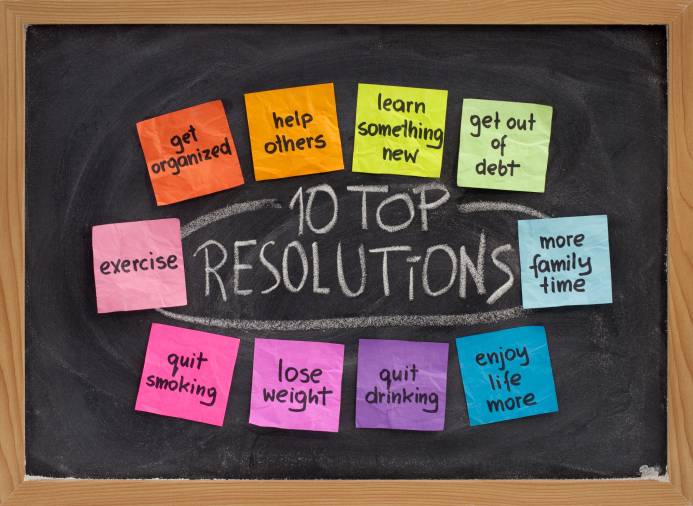 10 TOP
RESOLUTiONS
get
organized
help
others
learn
something
new
get out
of
debt
more
family
time
enjoy
life
more
quit
drinking
lose
weight
quit
smoking
exercise